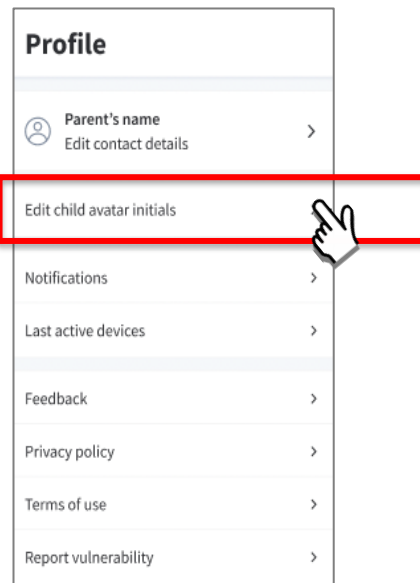 Profile
Parent's name
Edit contact details
Edit child avatar initials
Notifications
Last active devices
Feedback
Privacy policy
Terms of use
Report vulnerability